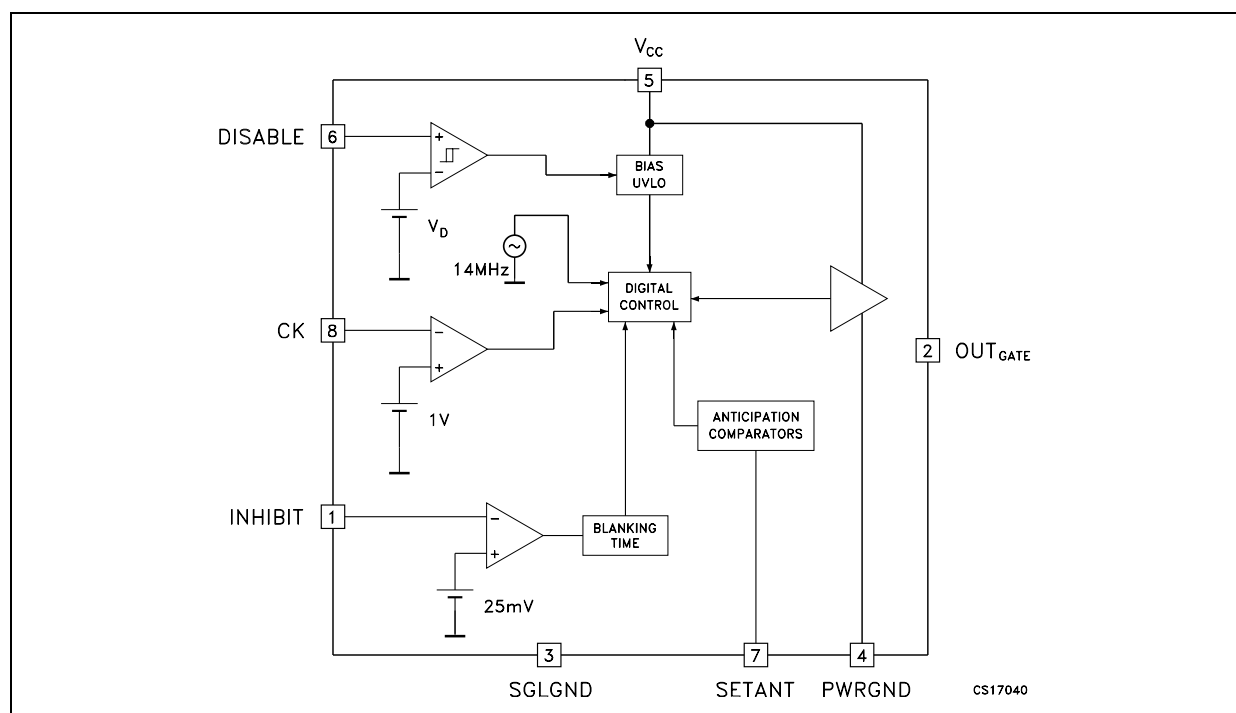 VCC
5
DISABLE
6
+
-
BIAS
UVLO
VD
14MHz
DIGITAL
CONTROL
CK
8
-
+
2
OUTGATE
1V
ANTICIPATION
COMPARATORS
INHIBIT
1
-
+
BLANKING
TIME
25mV
3
7
4
SGLGND
SETANT
PWRGND
CS17040